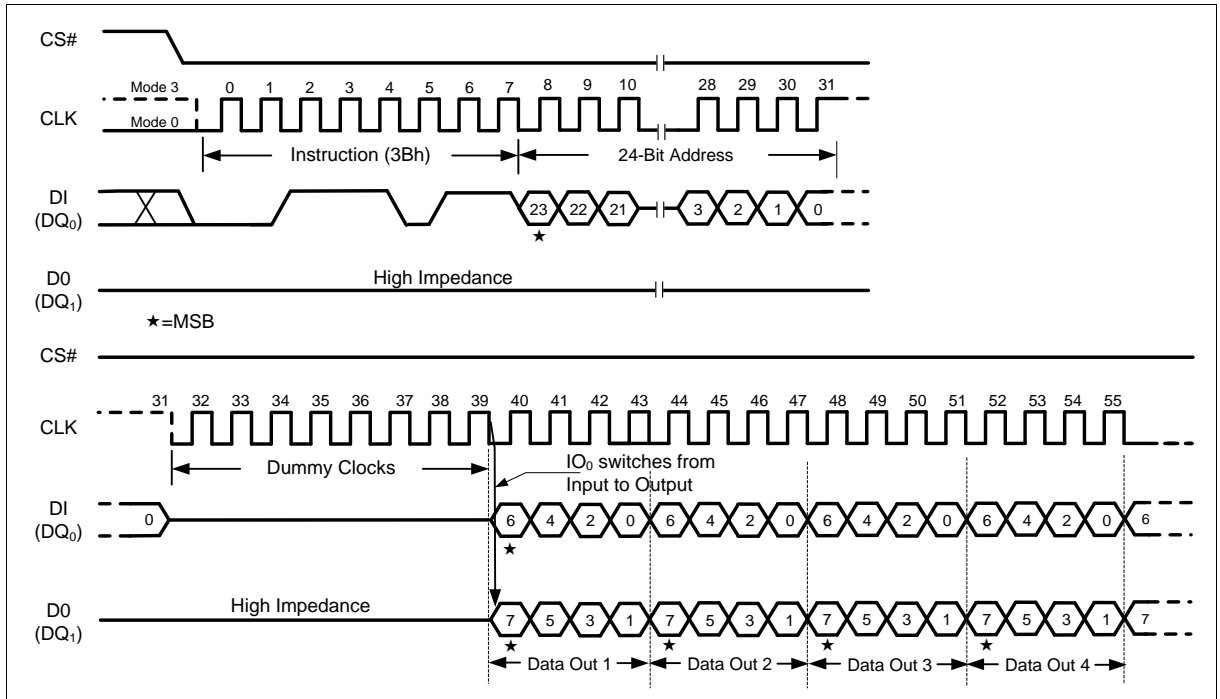 CS#
Mode 3 0 1 2 3 4 5 6 7 8 9 10 28 29 30 31
CLK
Mode 0
Instruction (3Bh) 24-Bit Address
DI
(DQ0) 23 22 21 3 2 1 0
★
D0
(DQ1) High Impedance
★=MSB
CS#
31 32 33 34 35 36 37 38 39 40 41 42 43 44 45 46 47 48 49 50 51 52 53 54 55
CLK
Dummy Clocks
IO0 switches from
Input to Output
DI
(DQ0) 0 6 4 2 0 6 4 2 0 6 4 2 0 6 4 2 0 6
★
D0
(DQ1) High Impedance 7 5 3 1 7 5 3 1 7 5 3 1 7 5 3 1 7
★ ★ ★ ★
Data Out 1 Data Out 2 Data Out 3 Data Out 4